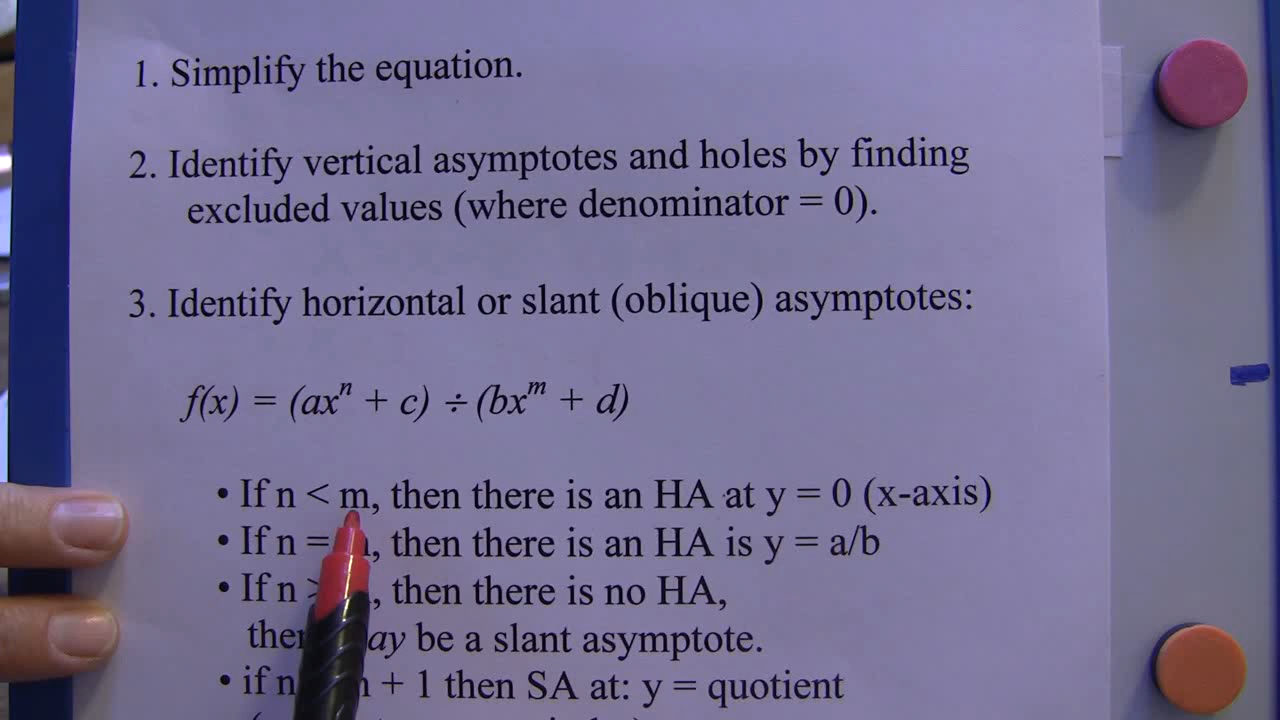 1. Simplify the equation.
2. Identify vertical asymptotes and holes by finding
excluded values (where denominator = 0).
3. Identify horizontal or slant (oblique) asymptotes:
f(x) = (axⁿ + c) ÷ (bxᵐ + d)
• If n < m, then there is an HA at y = 0 (x-axis)
• If n = , then there is an HA is y = a/b
• If n > , then there is no HA,
be a slant asymptote.
• if n + 1 then SA at: y = quotient